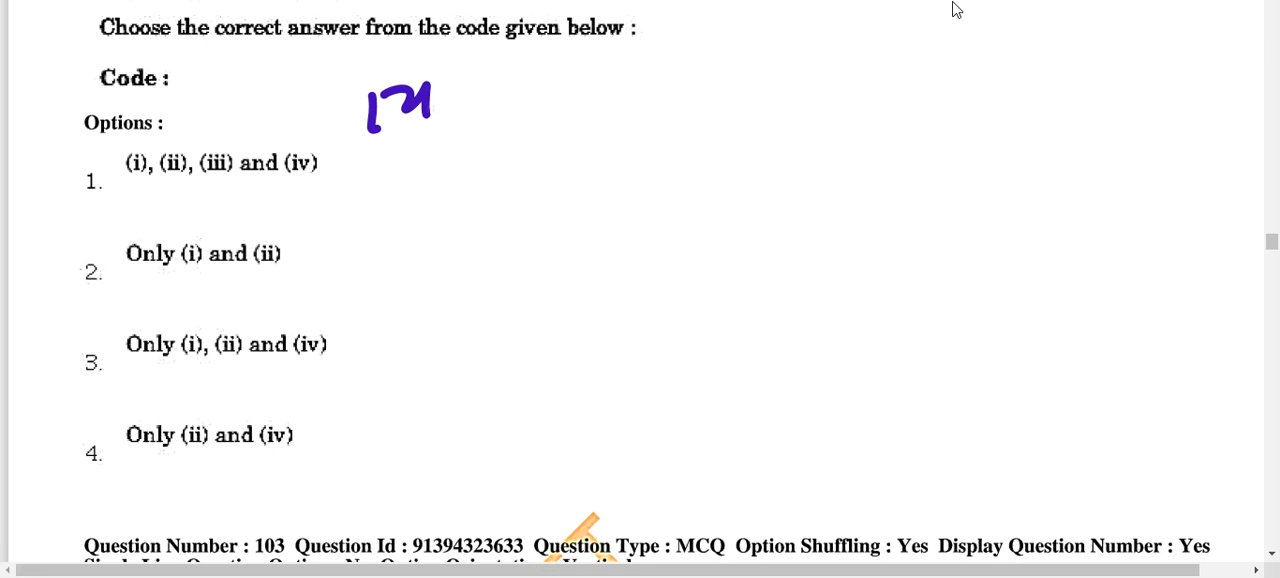 Choose the correct answer from the code given below :
Code :
Options :
(i), (ii), (iii) and (iv)
1.
Only (i) and (ii)
2.
Only (i), (ii) and (iv)
3.
Only (ii) and (iv)
4.
Question Number : 103 Question Id : 91394323633 Question Type : MCQ Option Shuffling : Yes Display Question Number : Yes